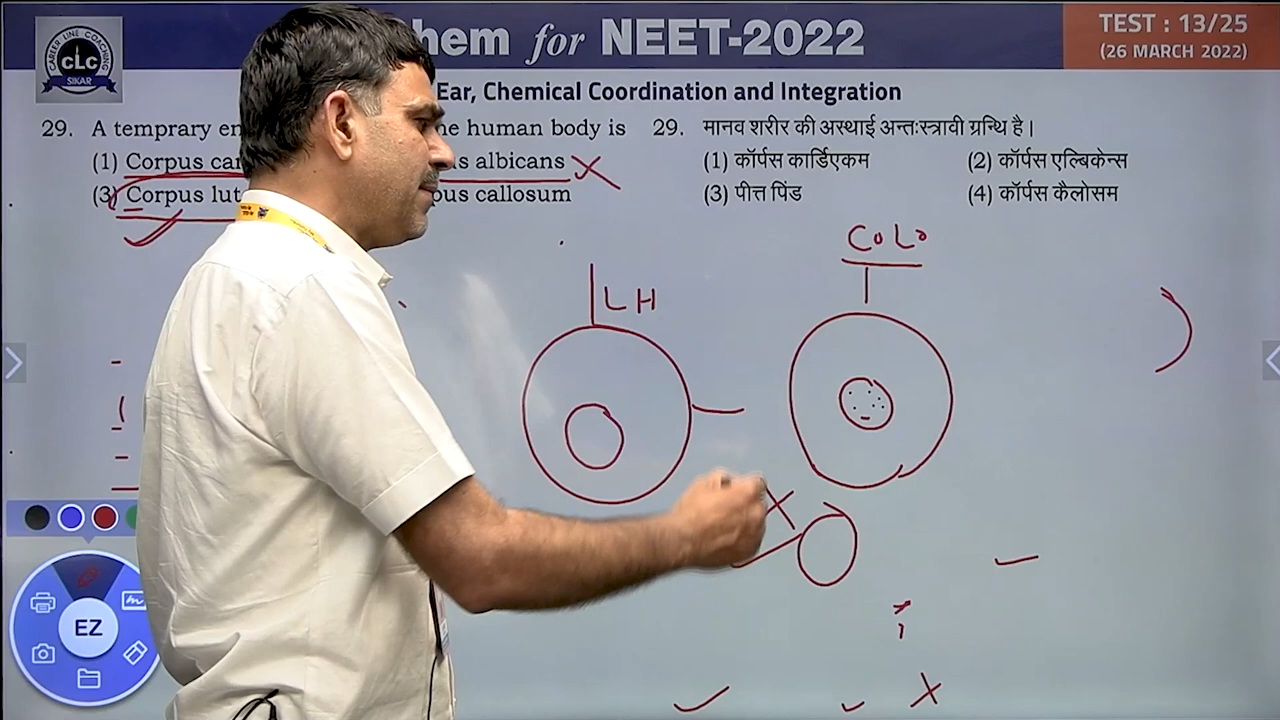 CAREER LINE COACHING
CLC
SIKAR
hem for NEET-2022
TEST : 13/25
(26 MARCH 2022)
Ear, Chemical Coordination and Integration
29. A temprary en he human body is
(1) Corpus car s albicans
(3) Corpus lut pus callosum
29. मानव शरीर की अस्थाई अन्तःस्त्रावी ग्रन्थि है।
(1) कॉर्पस कार्डिएकम (2) कॉर्पस एल्बिकेन्स
(3) पीत्त पिंड (4) कॉर्पस कैलोसम
LH
CoLo
EZ